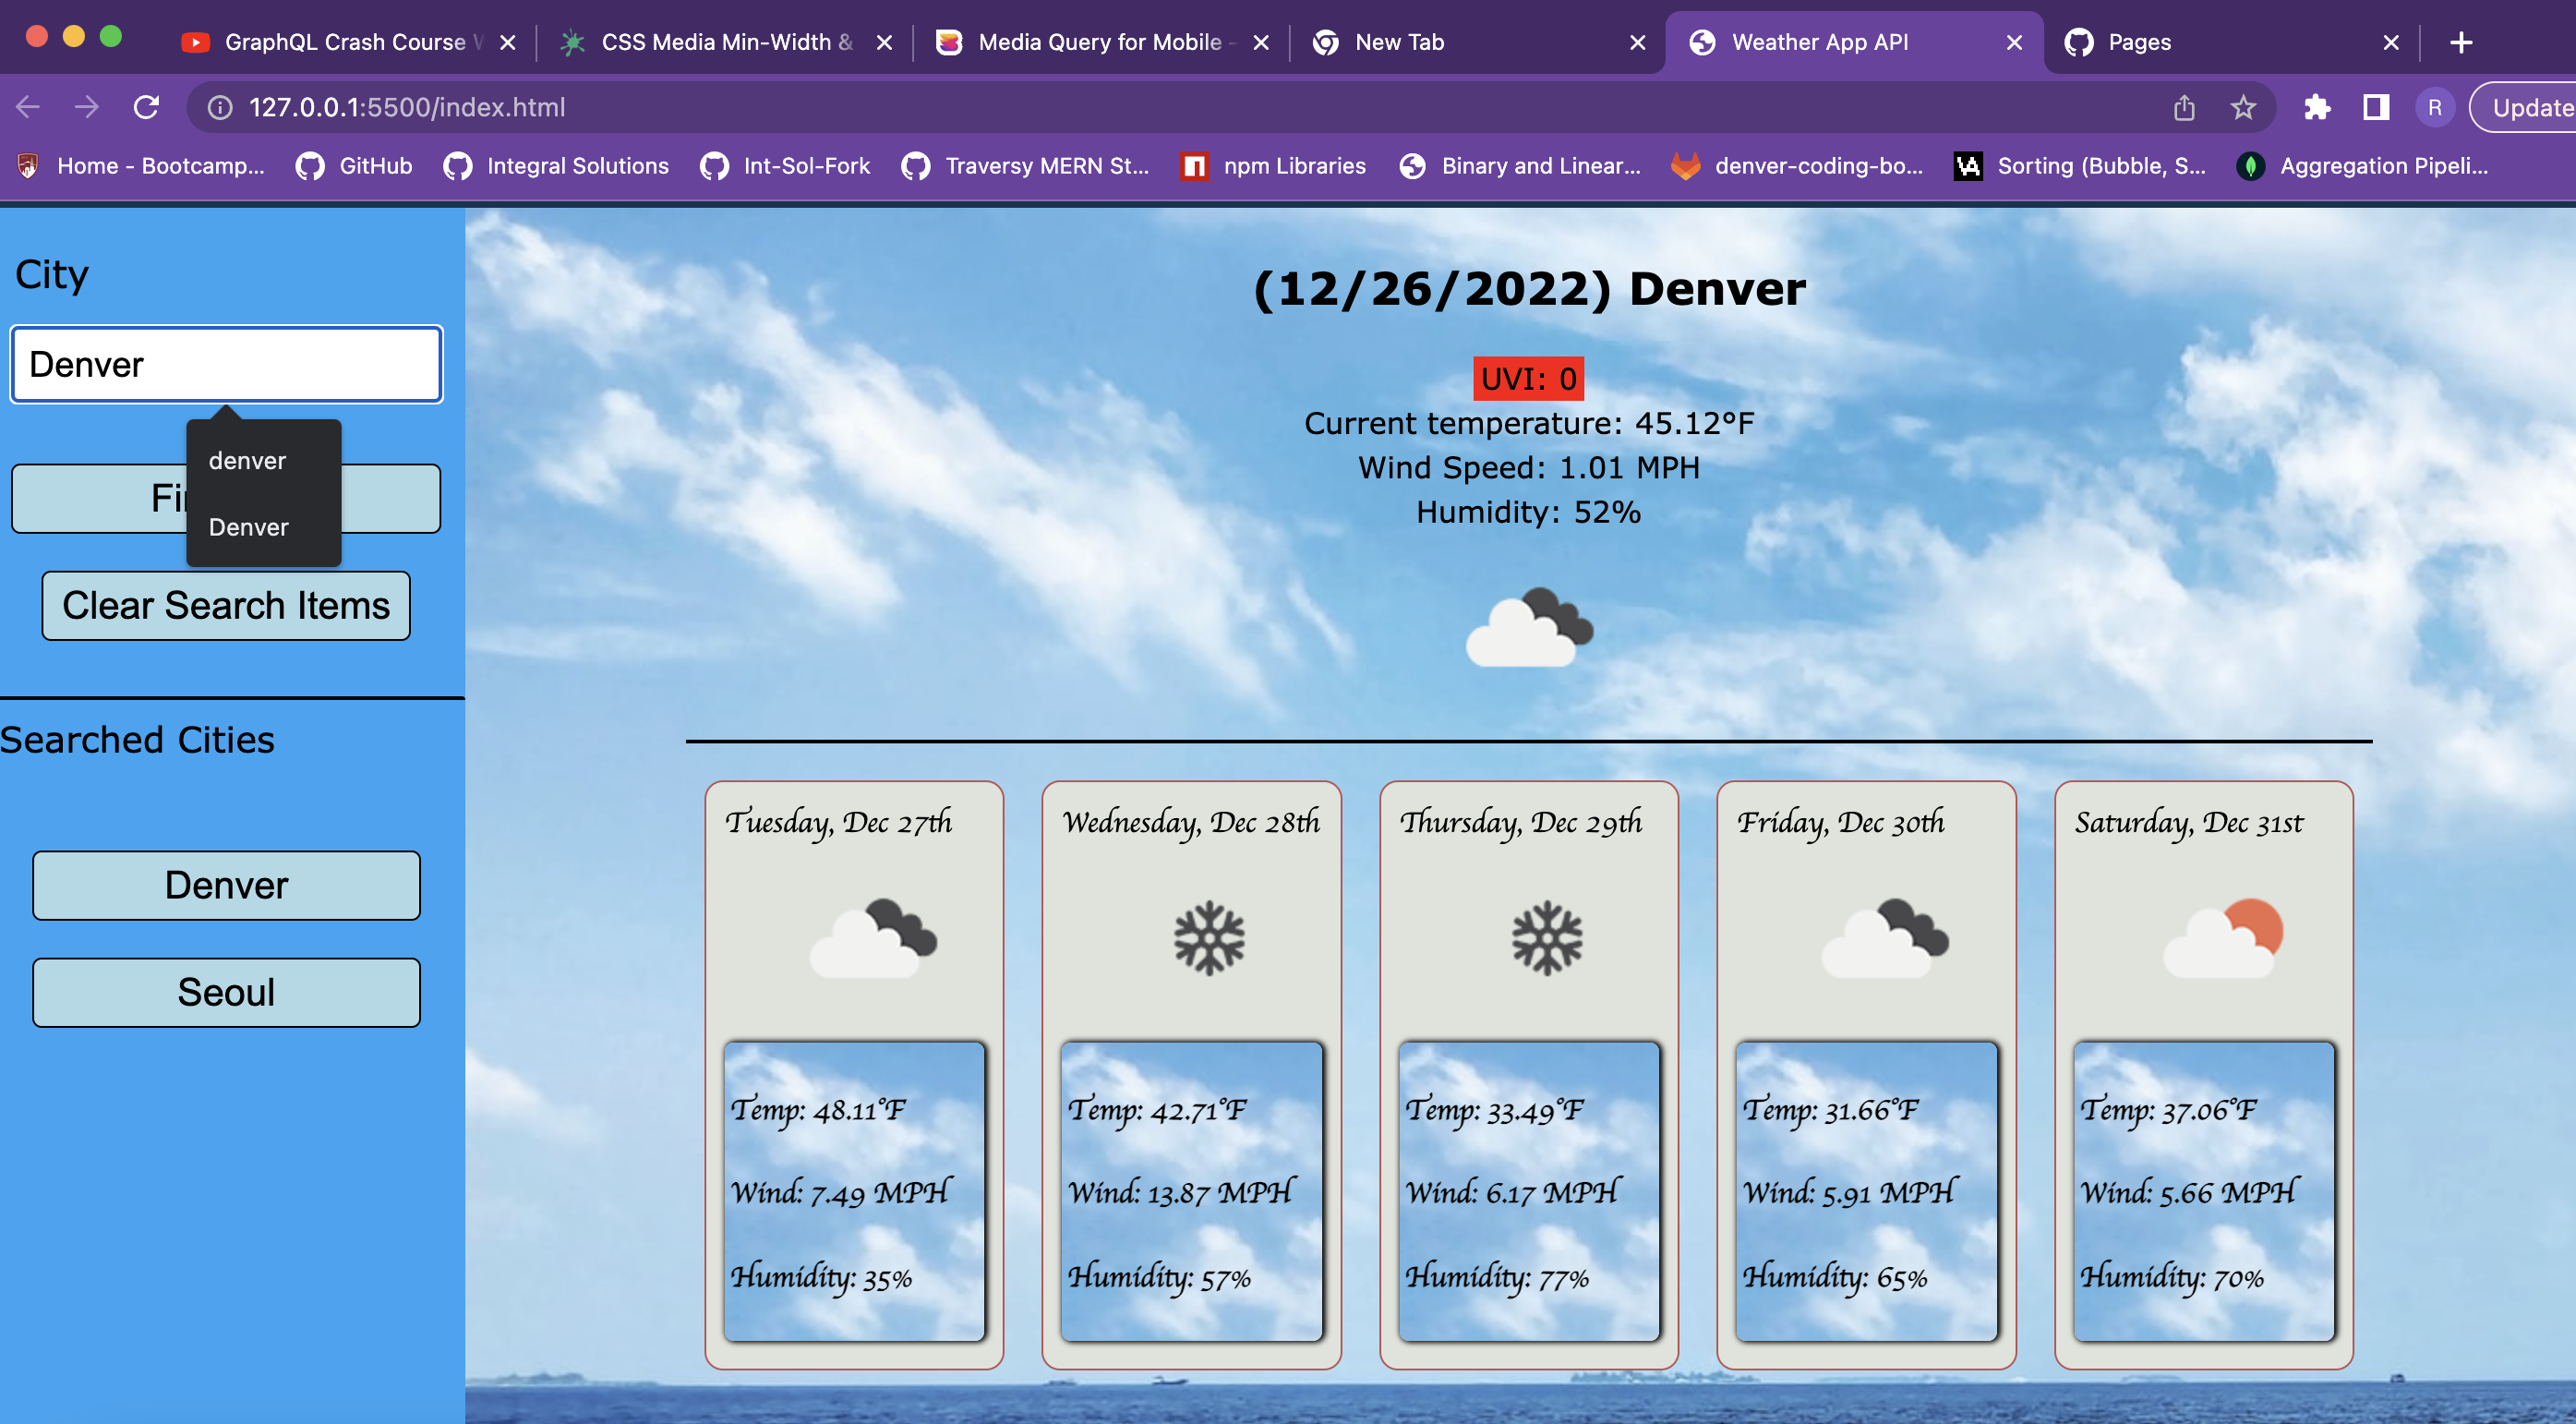 GraphQL Crash Course
CSS Media Min-Width &
Media Query for Mobile -
New Tab
Weather App API
Pages
127.0.0.1:5500/index.html
R
Update
Home - Bootcamp...
GitHub
Integral Solutions
Int-Sol-Fork
Traversy MERN St...
npm Libraries
Binary and Linear...
denver-coding-bo...
Sorting (Bubble, S...
Aggregation Pipeli...
City
Denver
denver
Denver
Clear Search Items
Searched Cities
Denver
Seoul
(12/26/2022) Denver
UVI: 0
Current temperature: 45.12°F
Wind Speed: 1.01 MPH
Humidity: 52%
Tuesday, Dec 27th
Temp: 48.11°F
Wind: 7.49 MPH
Humidity: 35%
Wednesday, Dec 28th
Temp: 42.71°F
Wind: 13.87 MPH
Humidity: 57%
Thursday, Dec 29th
Temp: 33.49°F
Wind: 6.17 MPH
Humidity: 77%
Friday, Dec 30th
Temp: 31.66°F
Wind: 5.91 MPH
Humidity: 65%
Saturday, Dec 31st
Temp: 37.06°F
Wind: 5.66 MPH
Humidity: 70%